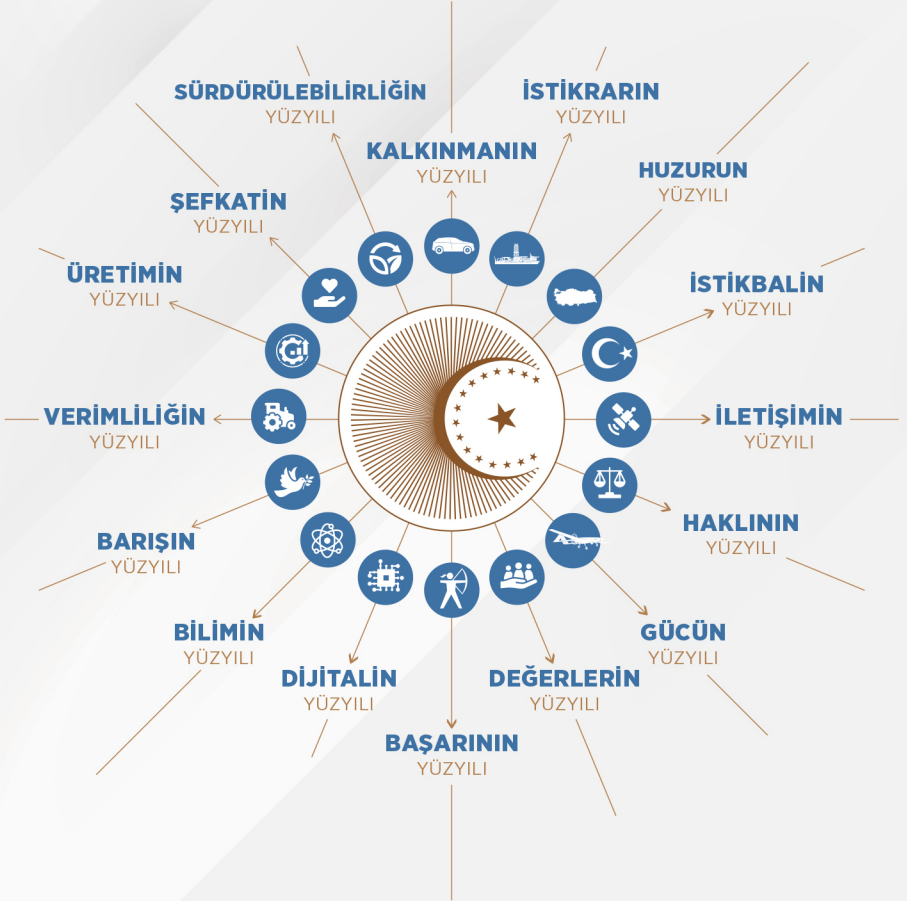 SÜRDÜRÜLEBİLİRLİĞİN
YÜZYILI
İSTİKRARIN
YÜZYILI
KALKINMANIN
YÜZYILI
HUZURUN
YÜZYILI
ŞEFKATİN
YÜZYILI
ÜRETİMİN
YÜZYILI
İSTİKBALİN
YÜZYILI
VERİMLİLİĞİN
YÜZYILI
İLETİŞİMİN
YÜZYILI
BARIŞIN
YÜZYILI
HAKLININ
YÜZYILI
BİLİMİN
YÜZYILI
GÜCÜN
YÜZYILI
DİJİTALİN
YÜZYILI
DEĞERLERİN
YÜZYILI
BAŞARININ
YÜZYILI